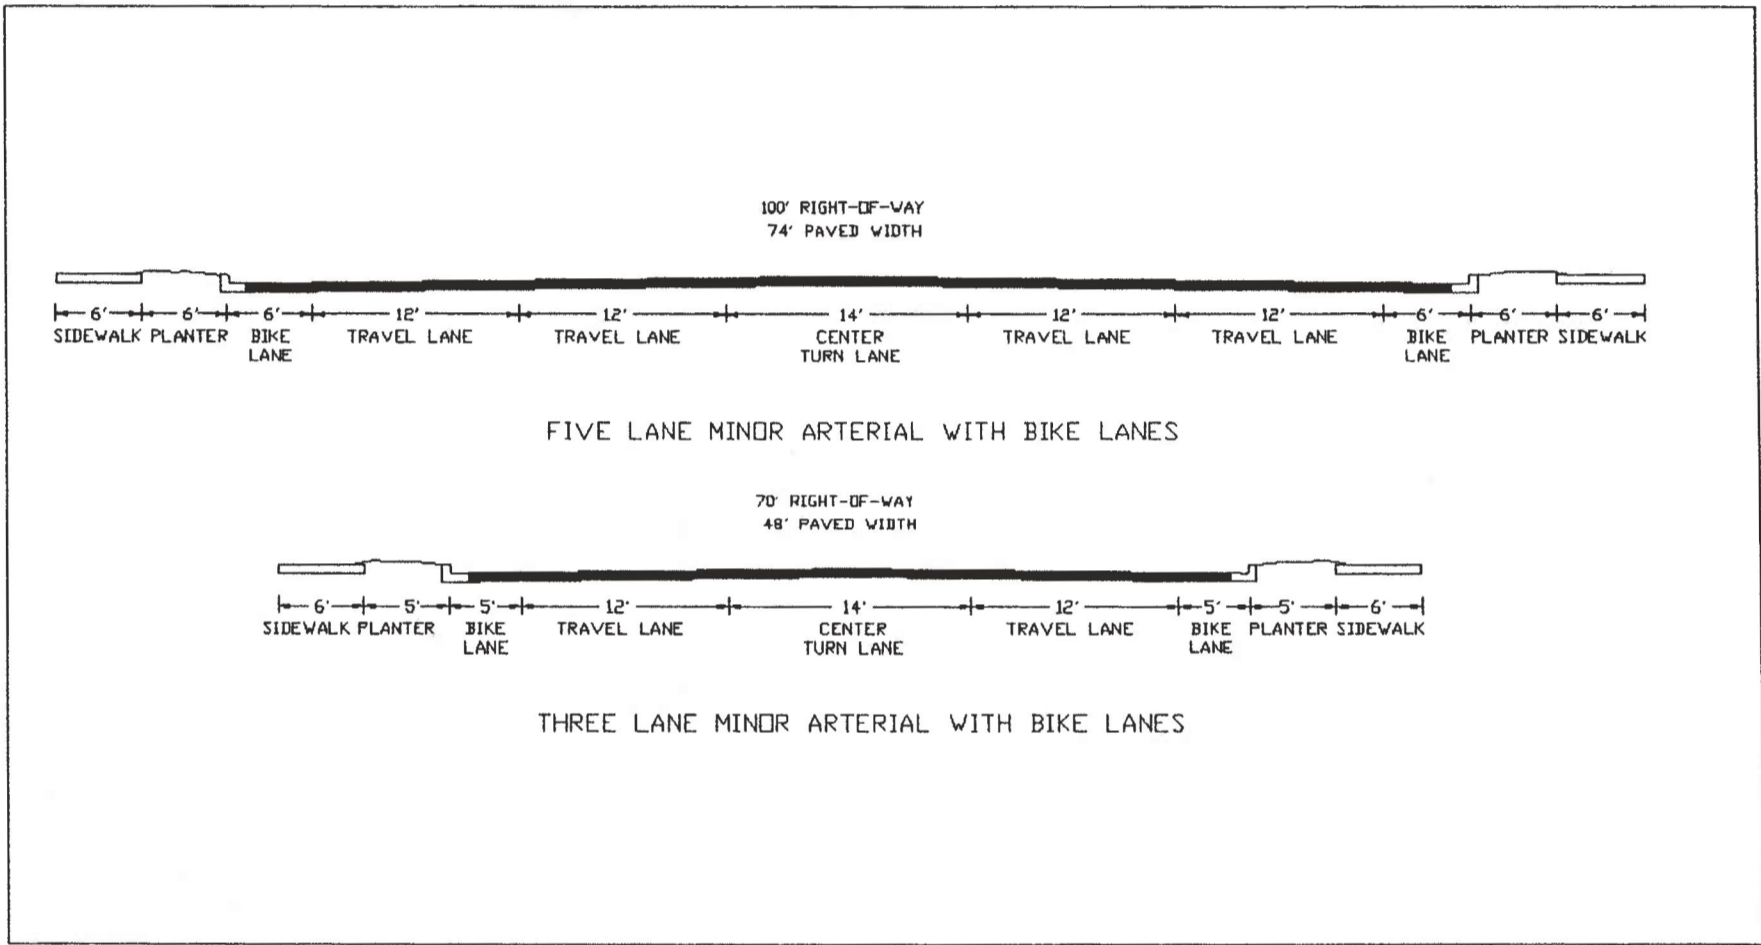 100' RIGHT-OF-WAY
74' PAVED WIDTH
6' 6' 6' 12' 12' 14' 12' 12' 6' 6' 6'
SIDEWALK PLANTER BIKE TRAVEL LANE TRAVEL LANE CENTER TRAVEL LANE TRAVEL LANE BIKE PLANTER SIDEWALK
LANE TURN LANE LANE
FIVE LANE MINOR ARTERIAL WITH BIKE LANES
70' RIGHT-OF-WAY
48' PAVED WIDTH
6' 5' 5' 12' 14' 12' 5' 5' 6'
SIDEWALK PLANTER BIKE TRAVEL LANE CENTER TRAVEL LANE BIKE PLANTER SIDEWALK
LANE TURN LANE LANE
THREE LANE MINOR ARTERIAL WITH BIKE LANES